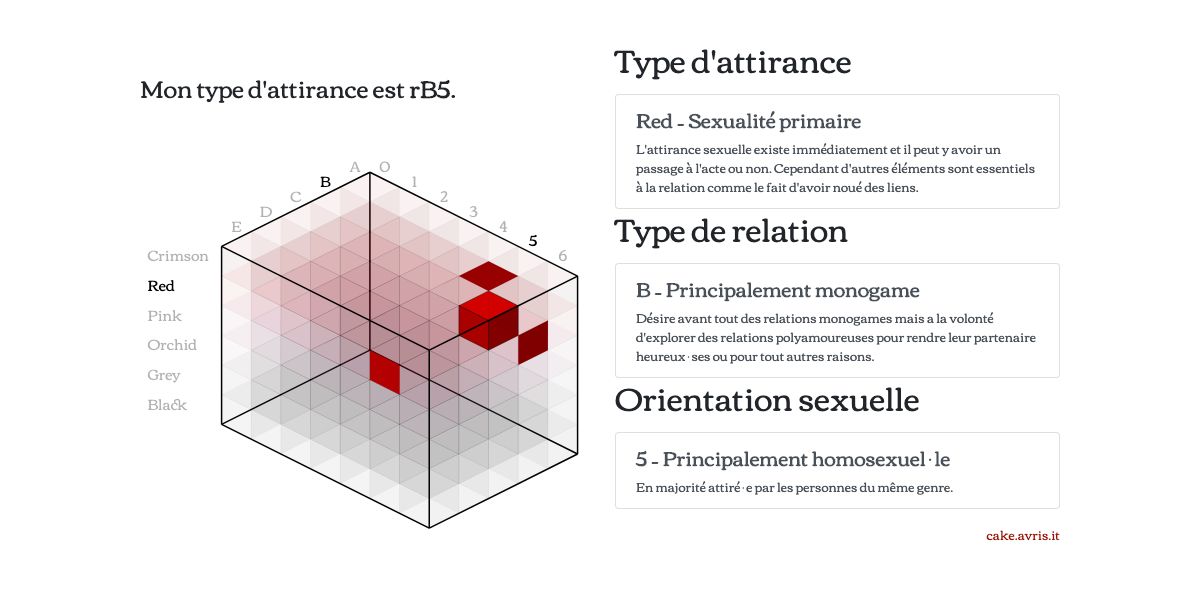 Mon type d'attirance est rB5.
A O
B 1
C 2
D 3
E 4
5
6
Crimson
Red
Pink
Orchid
Grey
Black
Type d'attirance
Red - Sexualité primaire
L'attirance sexuelle existe immédiatement et il peut y avoir un
passage à l'acte ou non. Cependant d'autres éléments sont essentiels
à la relation comme le fait d'avoir noué des liens.
Type de relation
B - Principalement monogame
Désire avant tout des relations monogames mais a la volonté
d'explorer des relations polyamoureuses pour rendre leur partenaire
heureux·ses ou pour tout autres raisons.
Orientation sexuelle
5 - Principalement homosexuel·le
En majorité attiré·e par les personnes du même genre.
cake.avris.it